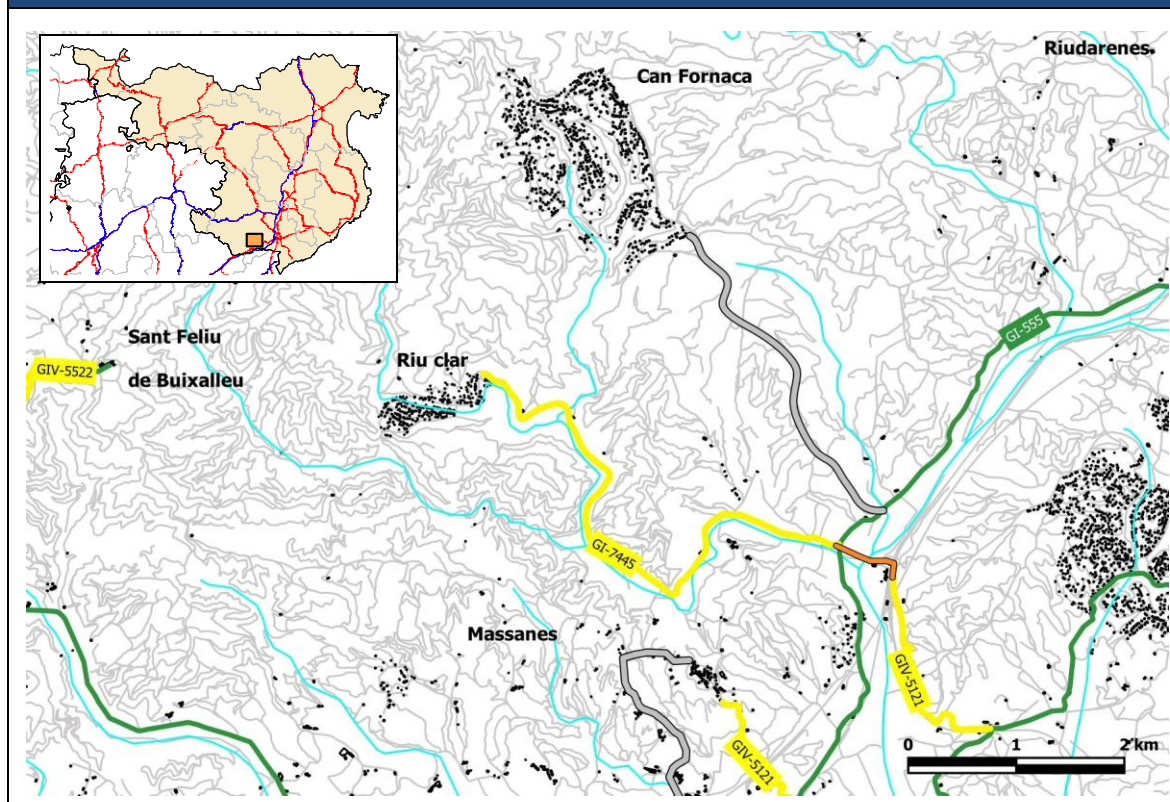 Can Fornaca
Riudarenes
GI-555
Sant Feliu
de Buixalleu
GIV-5522
Riu clar
GI-7445
Massanes
GIV-5121
GIV-5121
0 1 2 km